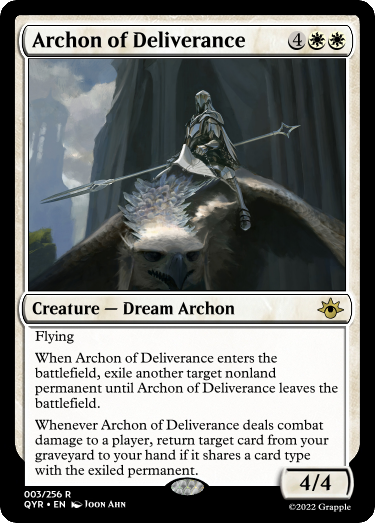 Archon of Deliverance 4
Creature — Dream Archon
Flying
When Archon of Deliverance enters the
battlefield, exile another target nonland
permanent until Archon of Deliverance leaves the
battlefield.
Whenever Archon of Deliverance deals combat
damage to a player, return target card from your
graveyard to your hand if it shares a card type
with the exiled permanent.
4/4
003/256 R
QYR • EN Joon Ahn
©2022 Grapple